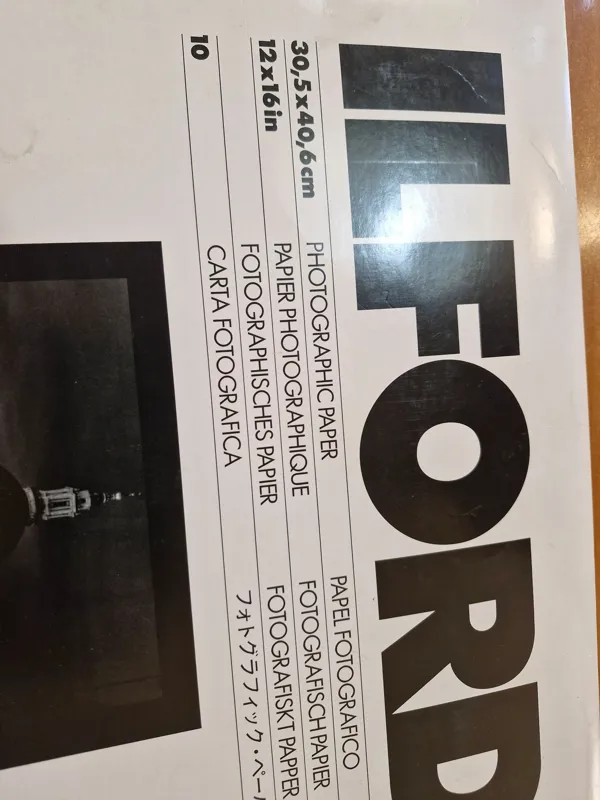 ILFORD
30,5x40,6cm
12x16in
10
PHOTOGRAPHIC PAPER
PAPIER PHOTOGRAPHIQUE
FOTOGRAPHISCHES PAPIER
CARTA FOTOGRAFICA
PAPEL FOTOGRAFICO
FOTOGRAFISCH PAPIER
FOTOGRAFISKT PAPPER
フォトグラフィック・ペー